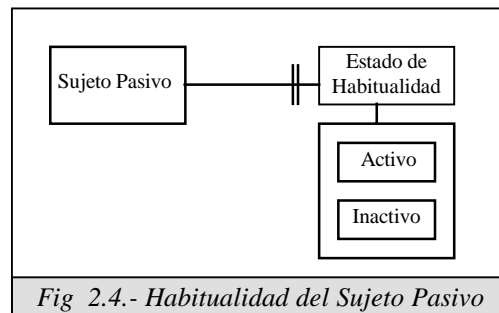 Sujeto Pasivo
Estado de
Habitualidad
Activo
Inactivo
Fig 2.4.- Habitualidad del Sujeto Pasivo